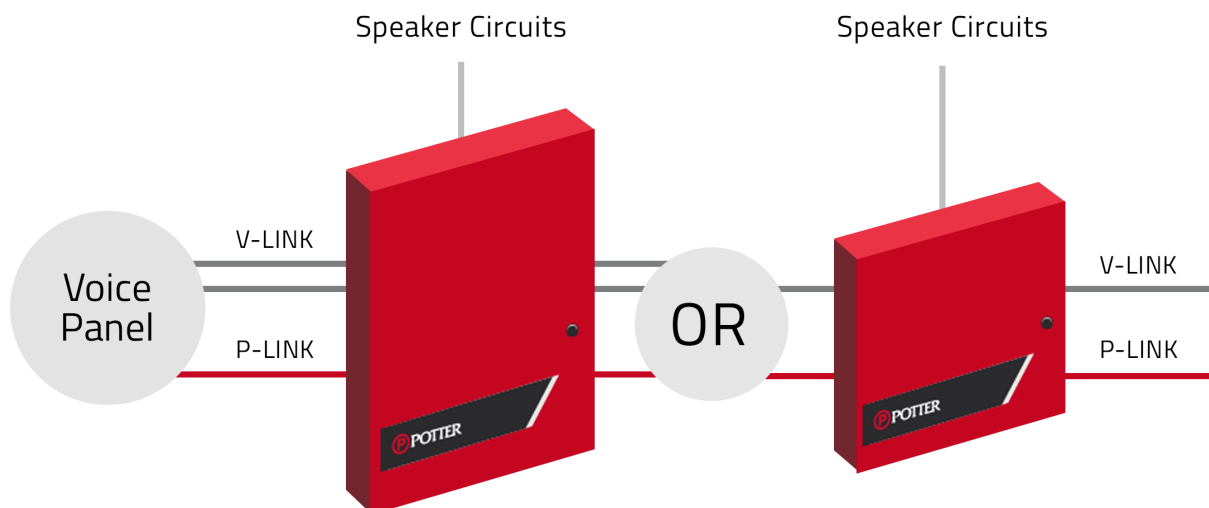 Speaker Circuits
Speaker Circuits
V-LINK
Voice
Panel
P-LINK
OR
V-LINK
P-LINK
P POTTER
P POTTER